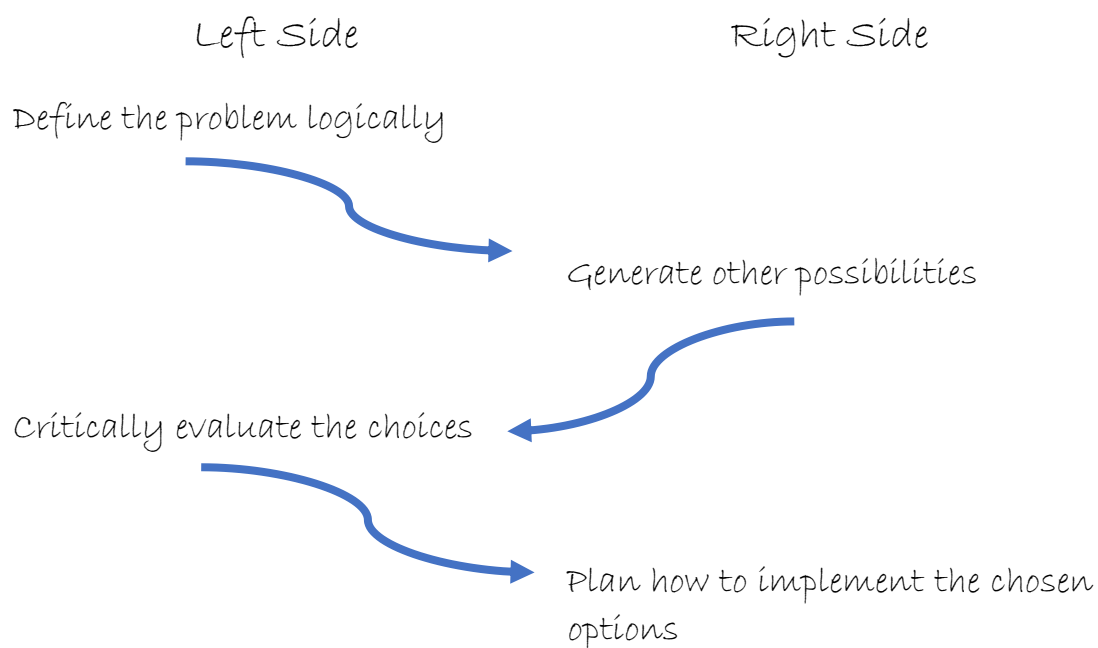 Left Side
Right Side
Define the problem logically
Generate other possibilities
Critically evaluate the choices
Plan how to implement the chosen
options